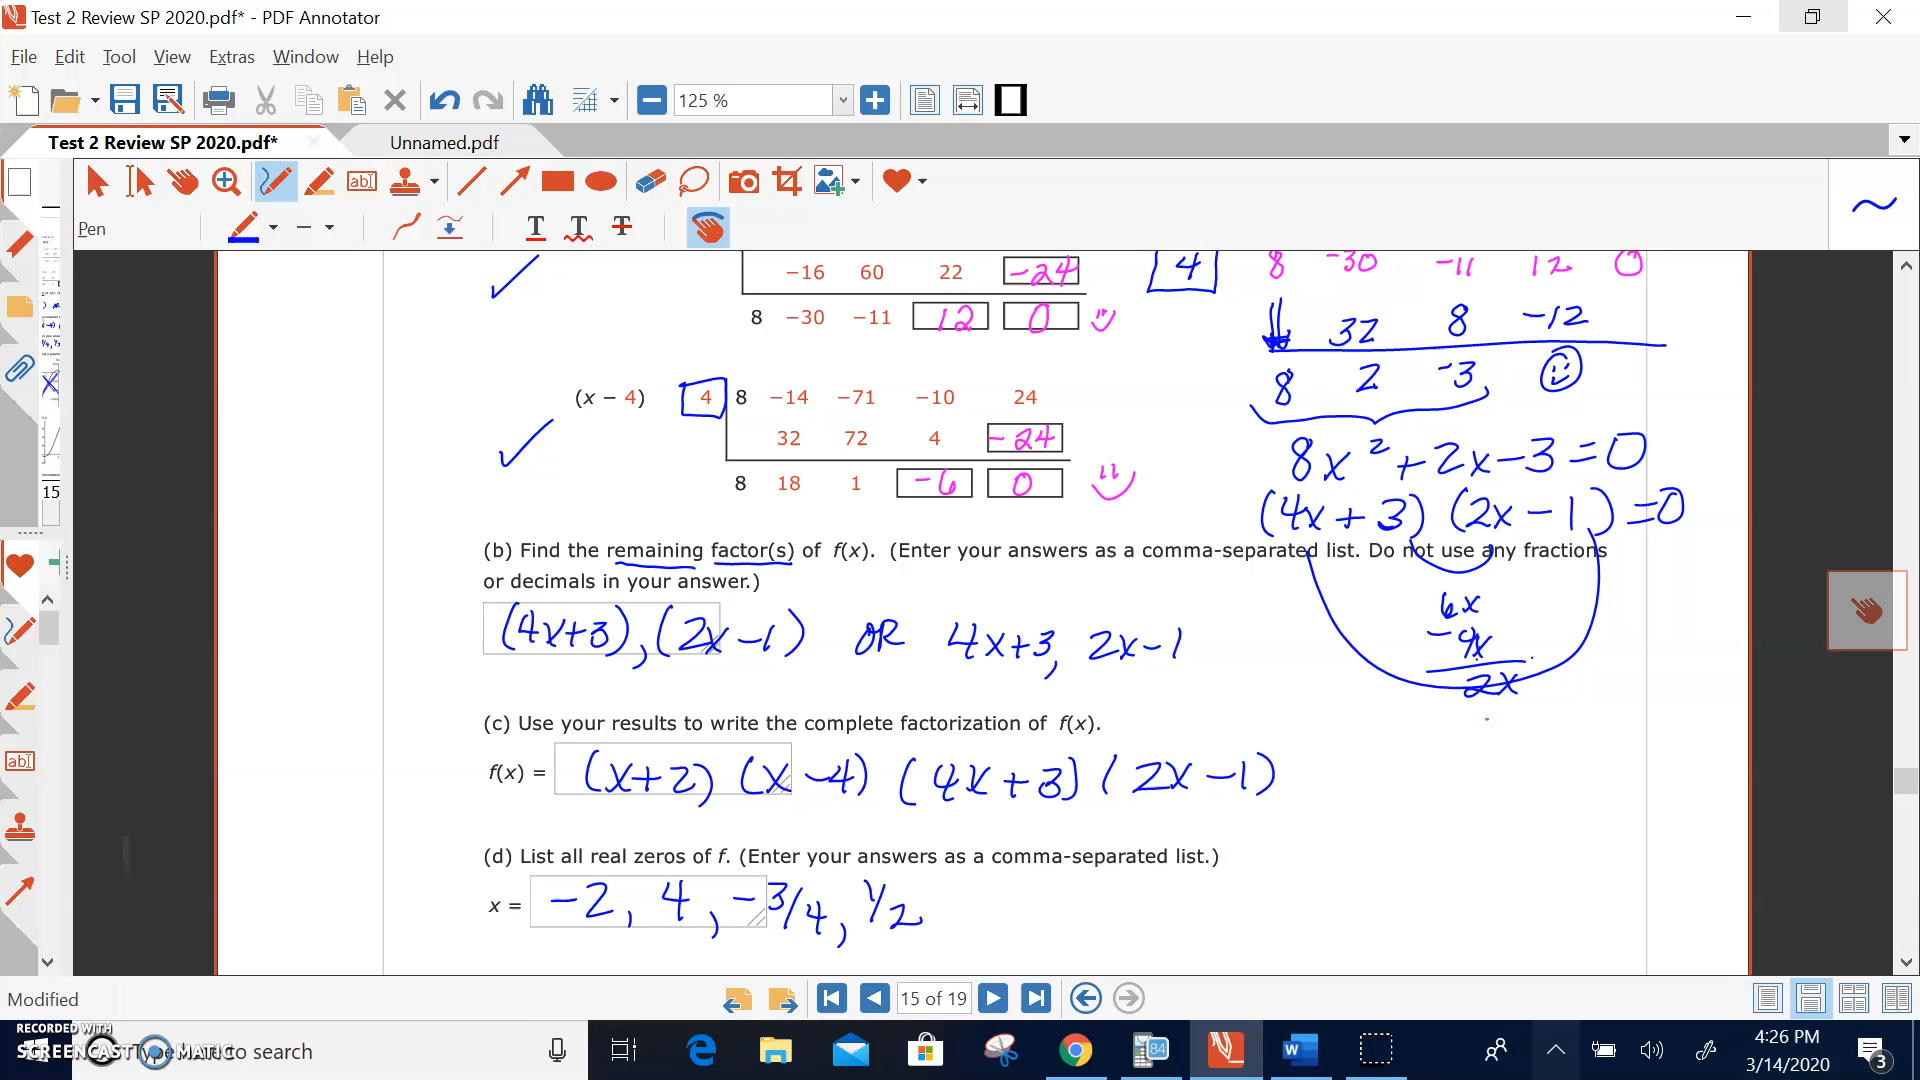 Test 2 Review SP 2020.pdf* - PDF Annotator
File Edit Tool View Extras Window Help
125 %
Test 2 Review SP 2020.pdf* Unnamed.pdf
Pen
−16 60 22 −24
8 −30 −11 12 0
4 8 -30 -11 12 0
32 8 -12
8 2 -3
(x − 4) 4 8 −14 −71 −10 24
32 72 4 −24
8 18 1 −6 0
8x² + 2x − 3 = 0
(4x + 3) (2x − 1) = 0
(b) Find the remaining factor(s) of f(x). (Enter your answers as a comma-separated list. Do not use any fractions
or decimals in your answer.)
6x
−4x
2x
(4x+3), (2x−1) OR 4x+3, 2x−1
(c) Use your results to write the complete factorization of f(x).
f(x) = (x+2) (x−4) (4x+3) (2x−1)
(d) List all real zeros of f. (Enter your answers as a comma-separated list.)
x = −2, 4, −3/4, 1/2
15
Modified
15 of 19
RECORDED WITH
SCREENCAST MATIC
Type here to search
84
4:26 PM
3/14/2020
3